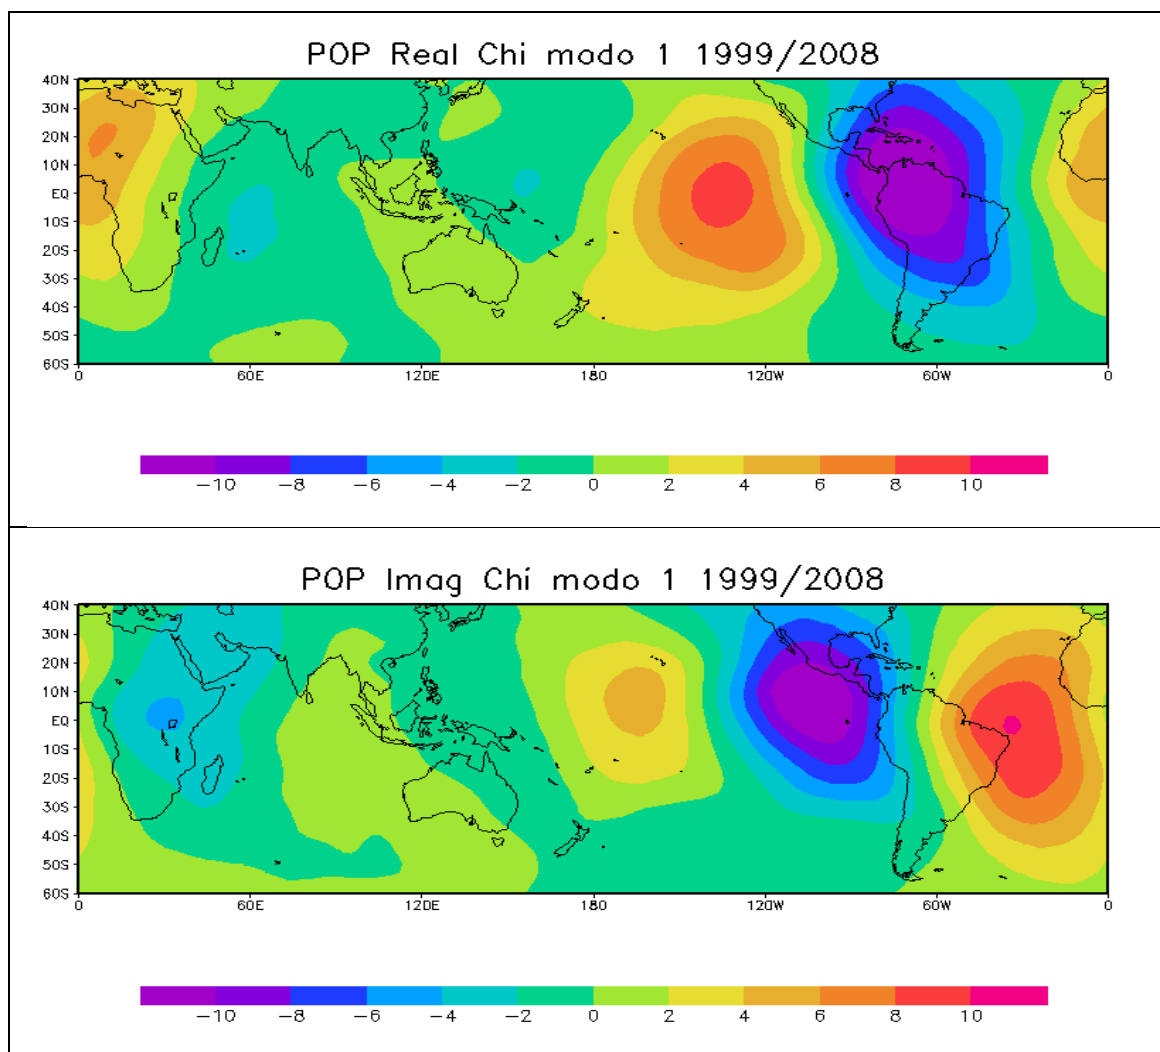 POP Real Chi modo 1 1999/2008
40N
30N
20N
10N
EQ
10S
20S
30S
40S
50S
60S
0 60E 120E 180 120W 60W 0
−10 −8 −6 −4 −2 0 2 4 6 8 10
POP Imag Chi modo 1 1999/2008
40N
30N
20N
10N
EQ
10S
20S
30S
40S
50S
60S
0 60E 120E 180 120W 60W 0
−10 −8 −6 −4 −2 0 2 4 6 8 10